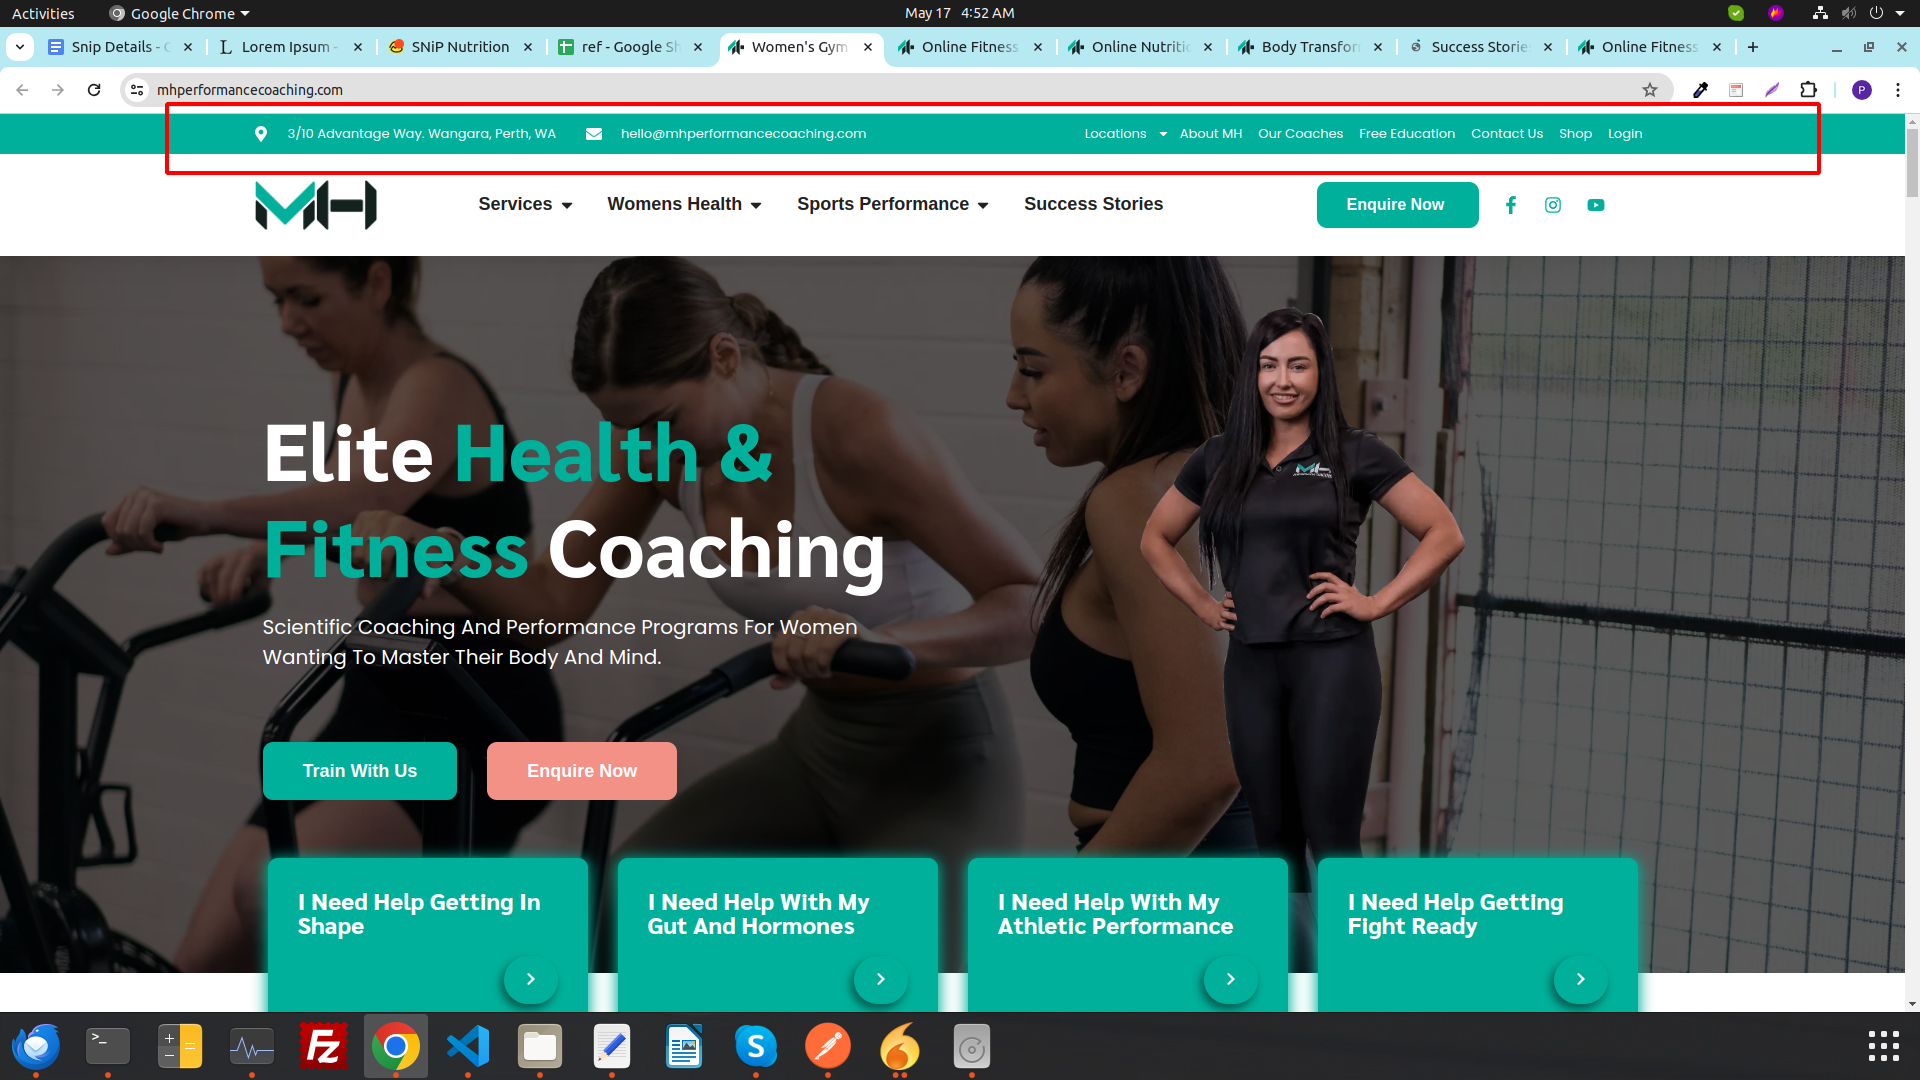 Activities Google Chrome May 17 4:52 AM
Snip Details - Lorem Ipsum - SNiP Nutrition ref - Google Sh Women's Gym Online Fitness Online Nutritic Body Transfor Success Storie Online Fitness
mhperformancecoaching.com P
3/10 Advantage Way. Wangara, Perth, WA hello@mhperformancecoaching.com Locations About MH Our Coaches Free Education Contact Us Shop Login
MH Services Womens Health Sports Performance Success Stories Enquire Now
Elite Health &
Fitness Coaching
Scientific Coaching And Performance Programs For Women
Wanting To Master Their Body And Mind.
Train With Us Enquire Now
I Need Help Getting In
Shape
I Need Help With My
Gut And Hormones
I Need Help With My
Athletic Performance
I Need Help Getting
Fight Ready